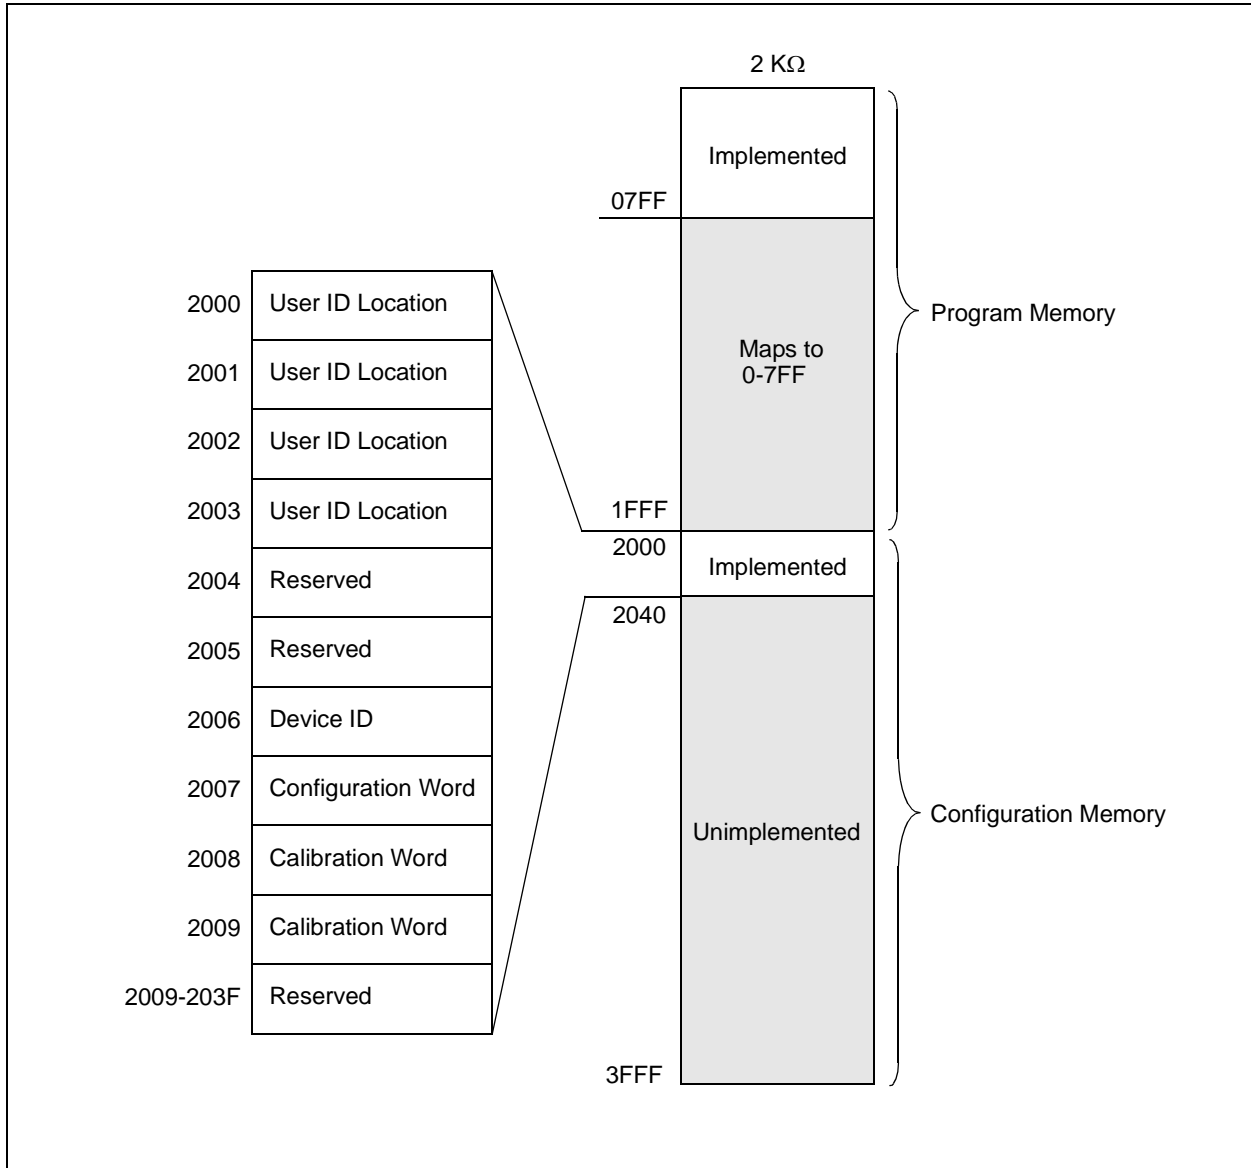 2 KΩ
Implemented
07FF
Maps to
0-7FF
Program Memory
1FFF
2000
Implemented
2040
Unimplemented
Configuration Memory
3FFF
2000 User ID Location
2001 User ID Location
2002 User ID Location
2003 User ID Location
2004 Reserved
2005 Reserved
2006 Device ID
2007 Configuration Word
2008 Calibration Word
2009 Calibration Word
2009-203F Reserved